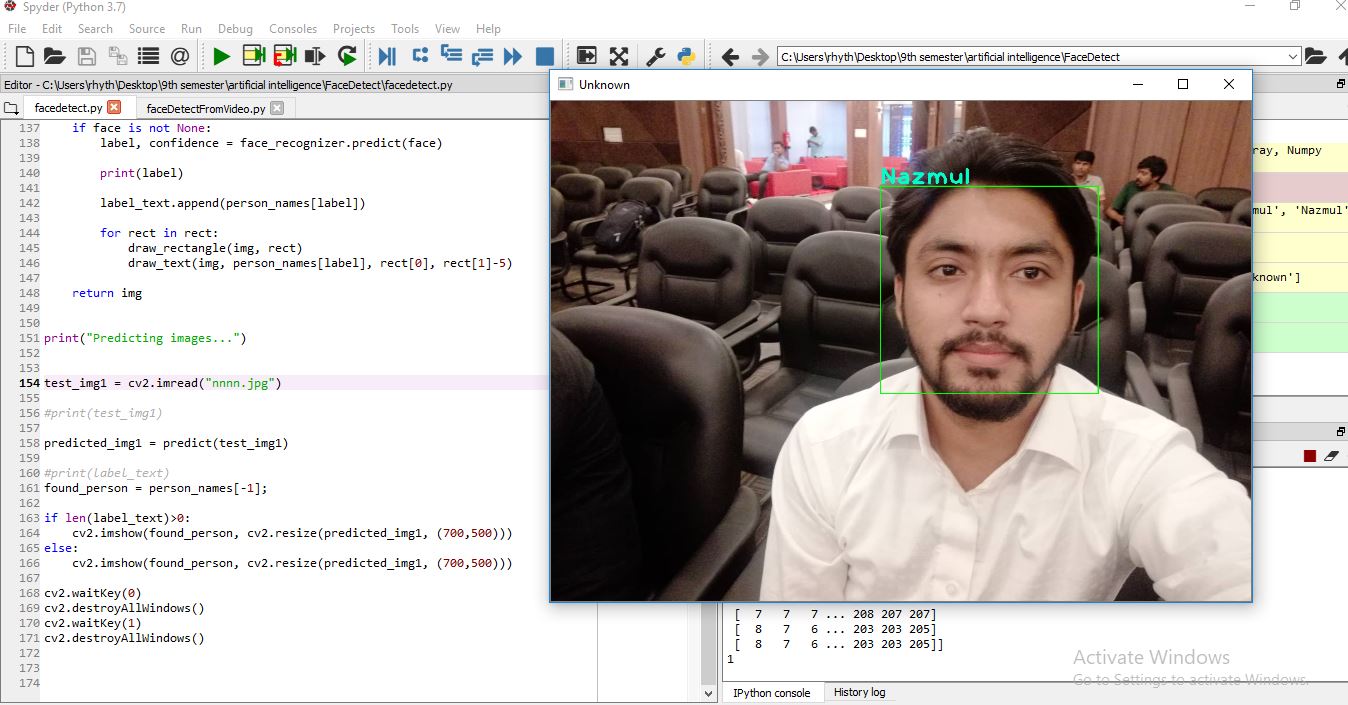 Spyder (Python 3.7)
File Edit Search Source Run Debug Consoles Projects Tools View Help
C:\Users\rhyth\Desktop\9th semester\artificial intelligence\FaceDetect
Editor - C:\Users\rhyth\Desktop\9th semester\artificial intelligence\FaceDetect\facedetect.py
facedetect.py faceDetectFromVideo.py
137 if face is not None:
138 label, confidence = face_recognizer.predict(face)
139
140 print(label)
141
142 label_text.append(person_names[label])
143
144 for rect in rect:
145 draw_rectangle(img, rect)
146 draw_text(img, person_names[label], rect[0], rect[1]-5)
147
148 return img
149
150
151 print("Predicting images...")
152
153
154 test_img1 = cv2.imread("nnnn.jpg")
155
156 #print(test_img1)
157
158 predicted_img1 = predict(test_img1)
159
160 #print(label_text)
161 found_person = person_names[-1];
162
163 if len(label_text)>0:
164 cv2.imshow(found_person, cv2.resize(predicted_img1, (700,500)))
165 else:
166 cv2.imshow(found_person, cv2.resize(predicted_img1, (700,500)))
167
168 cv2.waitKey(0)
169 cv2.destroyAllWindows()
170 cv2.waitKey(1)
171 cv2.destroyAllWindows()
172
173
174
Unknown
Nazmul
ray, Numpy
mul', 'Nazmul'
known']
[ 7 7 7 ... 208 207 207]
[ 8 7 6 ... 203 203 205]
[ 8 7 6 ... 203 203 205]]
1
Activate Windows
Go to Settings to activate Windows.
IPython console History log